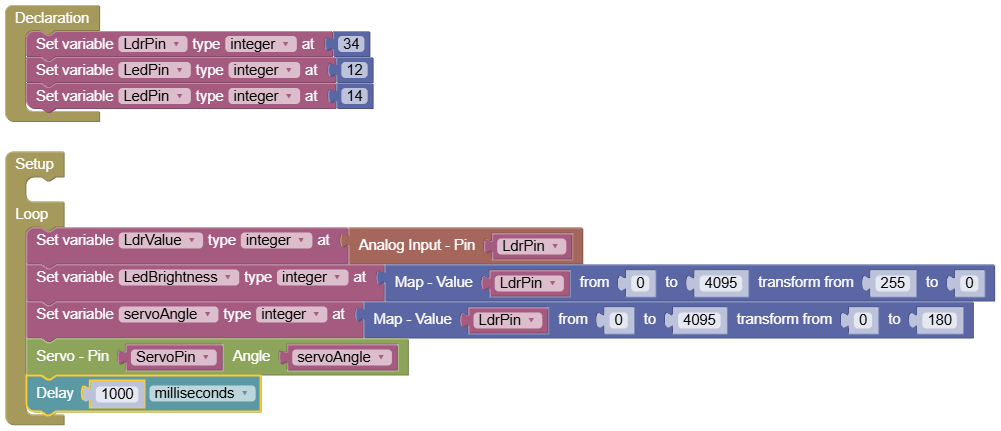 Declaration
Set variable LdrPin type integer at 34
Set variable LedPin type integer at 12
Set variable LedPin type integer at 14
Setup
Loop
Set variable LdrValue type integer at Analog Input - Pin LdrPin
Set variable LedBrightness type integer at Map - Value LdrPin from 0 to 4095 transform from 255 to 0
Set variable servoAngle type integer at Map - Value LdrPin from 0 to 4095 transform from 0 to 180
Servo - Pin ServoPin Angle servoAngle
Delay 1000 milliseconds